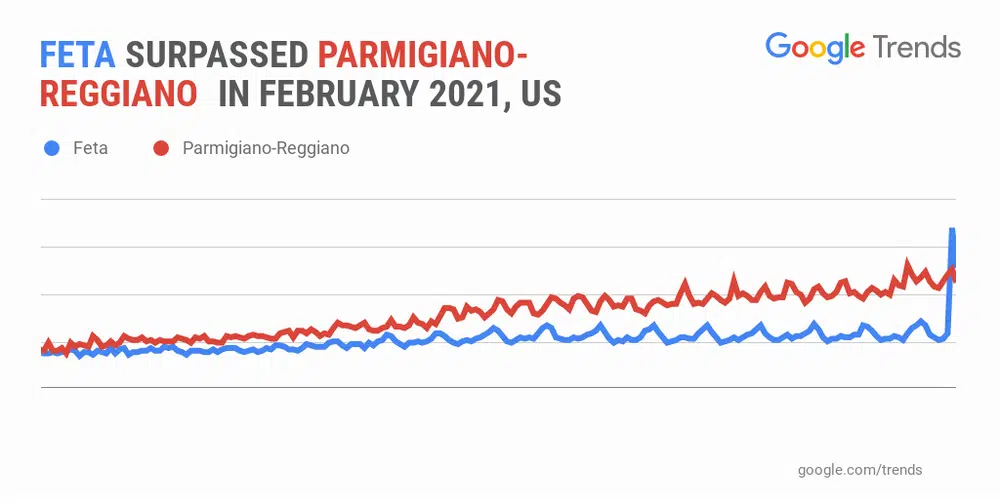 FETA SURPASSED PARMIGIANO-
REGGIANO IN FEBRUARY 2021, US
Google Trends
Feta
Parmigiano-Reggiano
google.com/trends